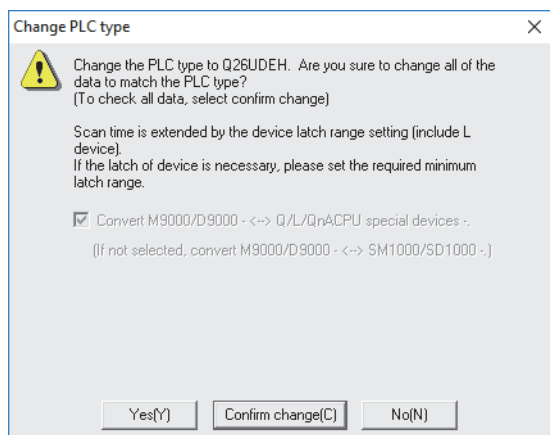 Change PLC type
Change the PLC type to Q26UDEH. Are you sure to change all of the
data to match the PLC type?
(To check all data, select confirm change)
Scan time is extended by the device latch range setting (include L
device).
If the latch of device is necessary, please set the required minimum
latch range.
Convert M9000/D9000 - <--> Q/L/QnACPU special devices -.
(If not selected, convert M9000/D9000 - <--> SM1000/SD1000 -.)
Yes(Y) Confirm change(C) No(N)